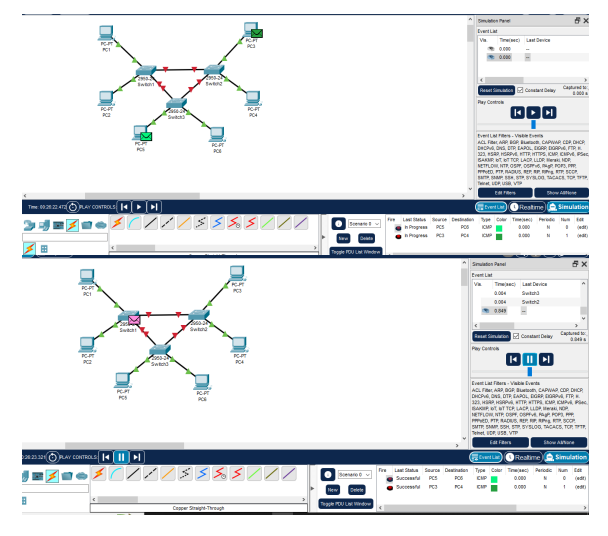 PC-PT
PC1
PC-PT
PC3
2950-24
Switch1
2950-24
Switch2
2950-24
Switch3
PC-PT
PC2
PC-PT
PC4
PC-PT
PC5
PC-PT
PC6
Simulation Panel
Event List
Vis. Time(sec) Last Device
0.000 --
0.000 --
Reset Simulation Constant Delay Captured to:
0.000 s
Play Controls
Event List Filters - Visible Events
ACL Filter, ARP, BGP, Bluetooth, CAPWAP, CDP, DHCP,
DHCPv6, DNS, DTP, EAPOL, EIGRP, EIGRPv6, FTP, H.
323, HSRP, HSRPv6, HTTP, HTTPS, ICMP, ICMPv6, IPSec,
ISAKMP, IoT, IoT TCP, LACP, LLDP, Meraki, NDP,
NETFLOW, NTP, OSPF, OSPFv6, PAgP, POP3, PPP,
PPPoED, PTP, RADIUS, REP, RIP, RIPng, RTP, SCCP,
SMTP, SNMP, SSH, STP, SYSLOG, TACACS, TCP, TFTP,
Telnet, UDP, USB, VTP
Edit Filters Show All/None
Time: 00:25:22.472 PLAY CONTROLS:
Event List Realtime Simulation
Scenario 0
New Delete
Toggle PDU List Window
Fire Last Status Source Destination Type Color Time(sec) Periodic Num Edit
In Progress PC5 PC6 ICMP 0.000 N 0 (edit)
In Progress PC3 PC4 ICMP 0.000 N 1 (edit)
PC-PT
PC1
PC-PT
PC3
2950-24
Switch1
2950-24
Switch2
2950-24
Switch3
PC-PT
PC2
PC-PT
PC4
PC-PT
PC5
PC-PT
PC6
Simulation Panel
Event List
Vis. Time(sec) Last Device
0.004 Switch3
0.004 Switch2
0.849 --
Reset Simulation Constant Delay Captured to:
0.849 s
Play Controls
Event List Filters - Visible Events
ACL Filter, ARP, BGP, Bluetooth, CAPWAP, CDP,
DHCP, DHCPv6, DNS, DTP, EAPOL, EIGRP, EIGRPv6, FTP, H.
323, HSRP, HSRPv6, HTTP, HTTPS, ICMP, ICMPv6, IPSec,
ISAKMP, IoT, IoT TCP, LACP, LLDP, Meraki, NDP,
NETFLOW, NTP, OSPF, OSPFv6, PAgP, POP3, PPP,
PPPoED, PTP, RADIUS, REP, RIP, RIPng, RTP, SCCP,
SMTP, SNMP, SSH, STP, SYSLOG, TACACS, TCP, TFTP,
Telnet, UDP, USB, VTP
Edit Filters Show All/None
PLAY CONTROLS:
Event List Realtime Simulation
Scenario 0
New Delete
Toggle PDU List Window
Fire Last Status Source Destination Type Color Time(sec) Periodic Num Edit
Successful PC5 PC6 ICMP 0.000 N 0 (edit)
Successful PC3 PC4 ICMP 0.000 N 1 (edit)
Copper Straight-Through